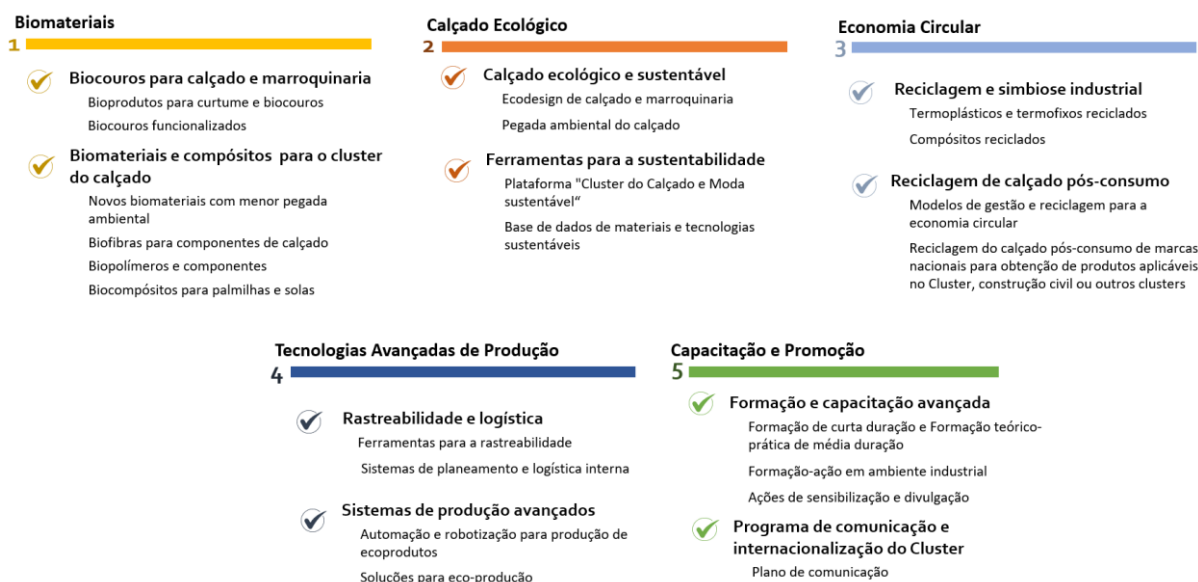 Biomateriais
1
Biocouros para calçado e marroquinaria
Bioprodutos para curtume e biocouros
Biocouros funcionalizados
Biomateriais e compósitos para o cluster
do calçado
Novos biomateriais com menor pegada
ambiental
Biofibras para componentes de calçado
Biopolímeros e componentes
Biocompósitos para palmilhas e solas
Calçado Ecológico
2
Calçado ecológico e sustentável
Ecodesign de calçado e marroquinaria
Pegada ambiental do calçado
Ferramentas para a sustentabilidade
Plataforma "Cluster do Calçado e Moda
sustentável“
Base de dados de materiais e tecnologias
sustentáveis
Economia Circular
3
Reciclagem e simbiose industrial
Termoplásticos e termofixos reciclados
Compósitos reciclados
Reciclagem de calçado pós-consumo
Modelos de gestão e reciclagem para a
economia circular
Reciclagem do calçado pós-consumo de marcas
nacionais para obtenção de produtos aplicáveis
no Cluster, construção civil ou outros clusters
Tecnologias Avançadas de Produção
4
Rastreabilidade e logística
Ferramentas para a rastreabilidade
Sistemas de planeamento e logística interna
Sistemas de produção avançados
Automação e robotização para produção de
ecoprodutos
Soluções para eco-produção
Capacitação e Promoção
5
Formação e capacitação avançada
Formação de curta duração e Formação teórico-
prática de média duração
Formação-ação em ambiente industrial
Ações de sensibilização e divulgação
Programa de comunicação e
internacionalização do Cluster
Plano de comunicação